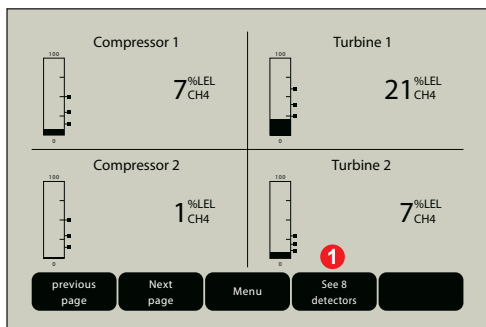 Compressor 1
100
7 %LEL
CH4
0
Turbine 1
100
21 %LEL
CH4
0
Compressor 2
100
1 %LEL
CH4
0
Turbine 2
100
7 %LEL
CH4
0
1
previous
page
Next
page
Menu
See 8
detectors